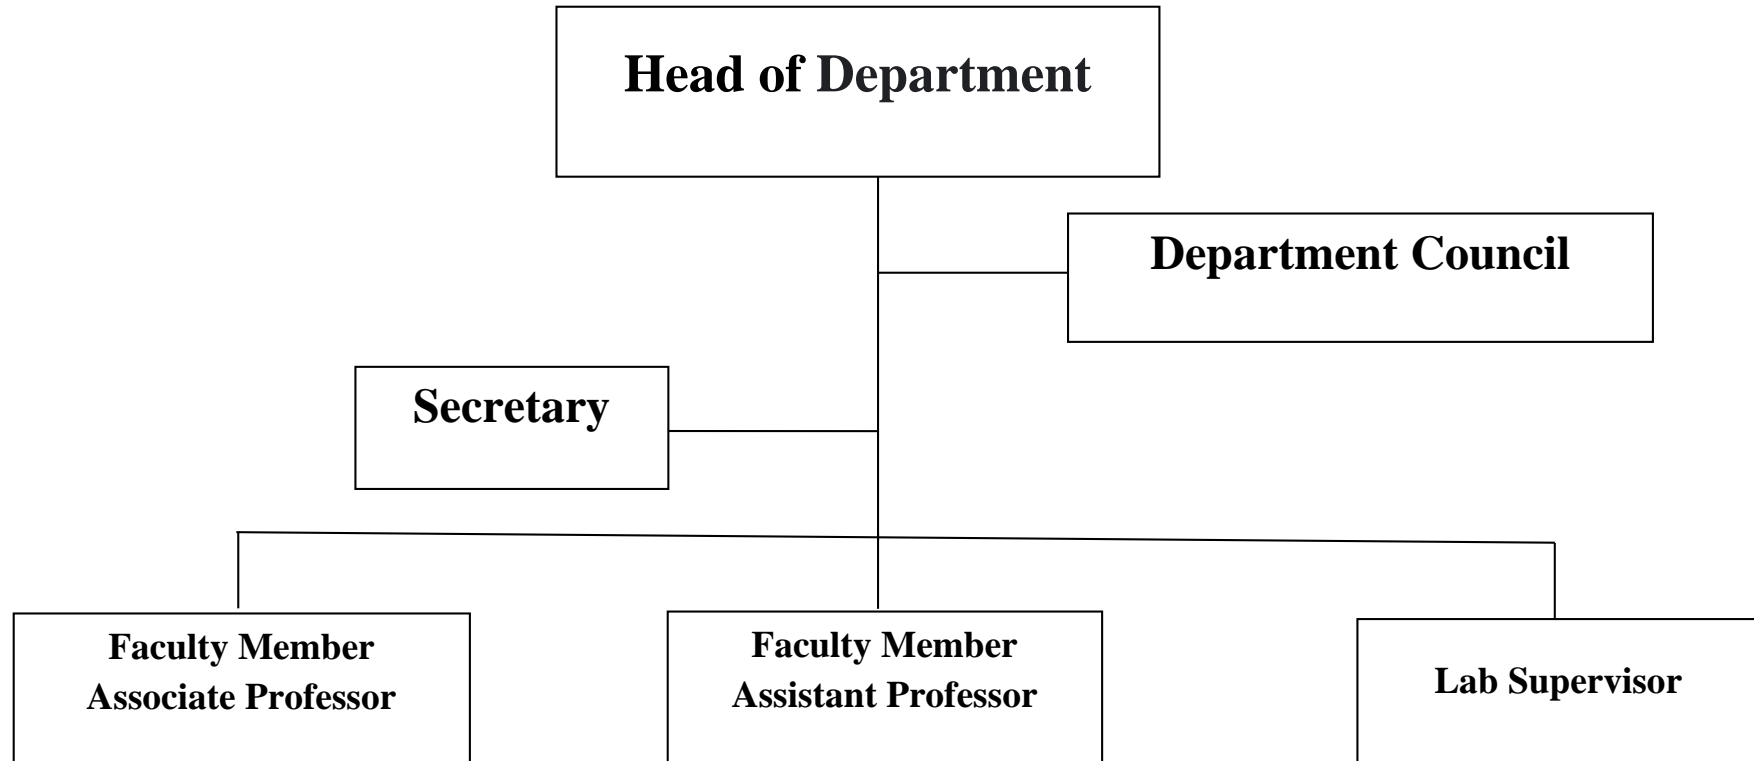 Head of Department
Department Council
Secretary
Faculty Member
Associate Professor
Faculty Member
Assistant Professor
Lab Supervisor